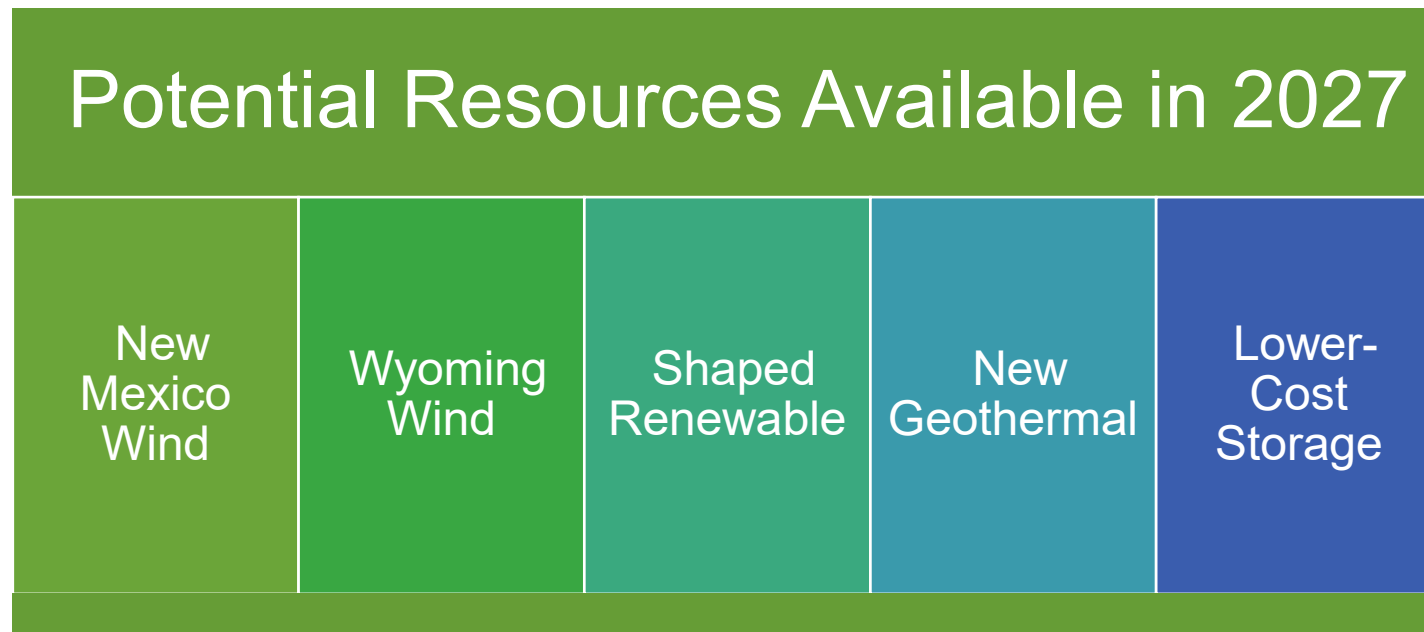 Potential Resources Available in 2027
New
Mexico
Wind
Wyoming
Wind
Shaped
Renewable
New
Geothermal
Lower-
Cost
Storage